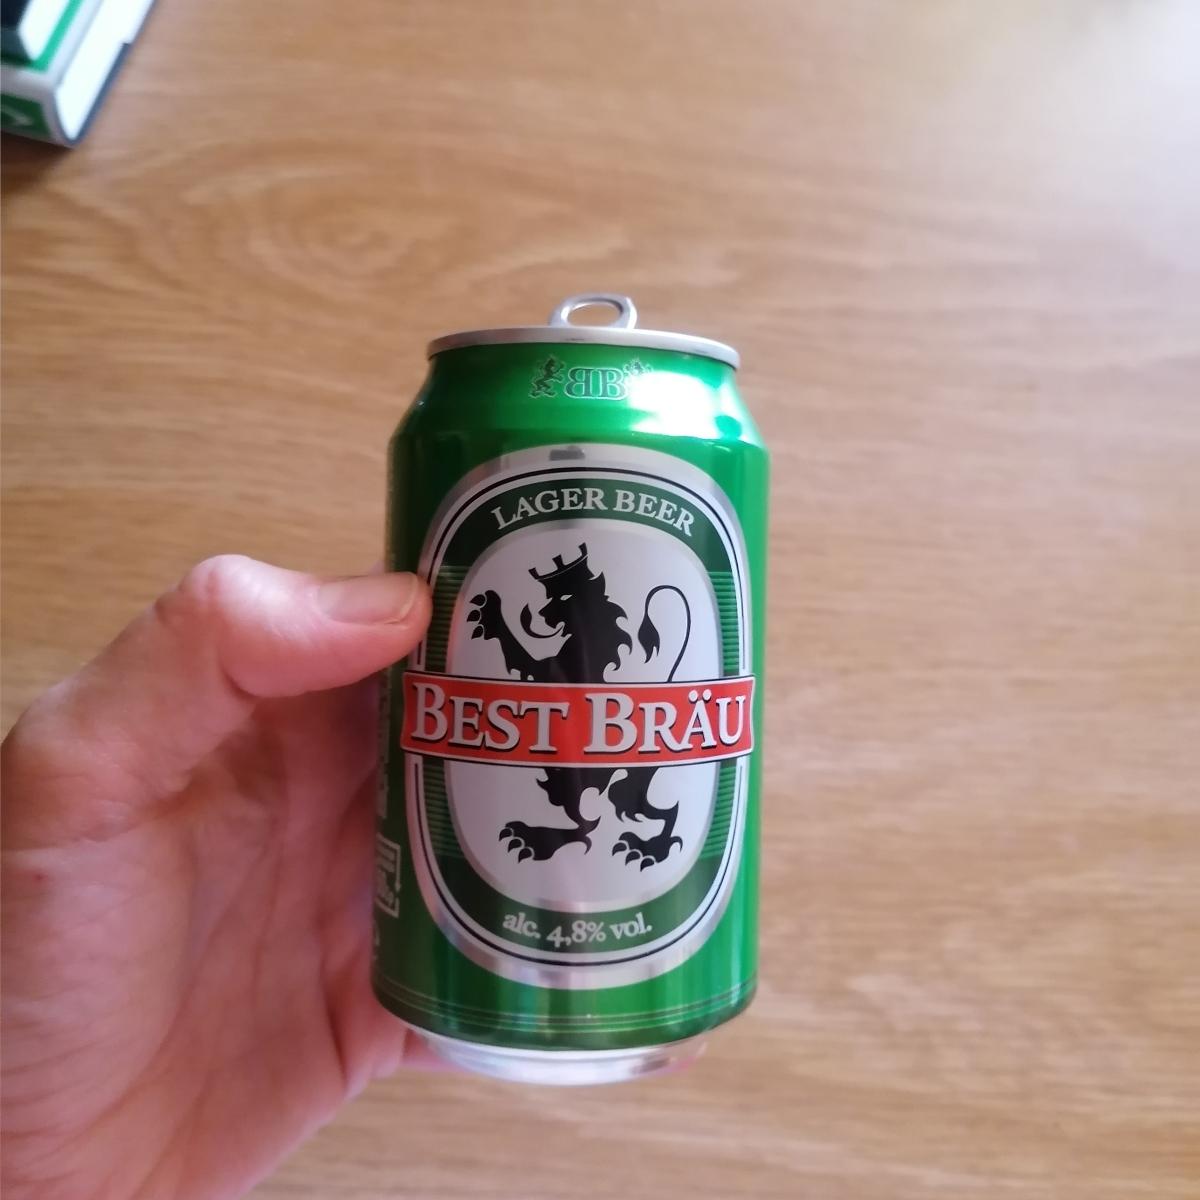 BB
LAGER BEER
BEST BRÄU
alc. 4,8% vol.